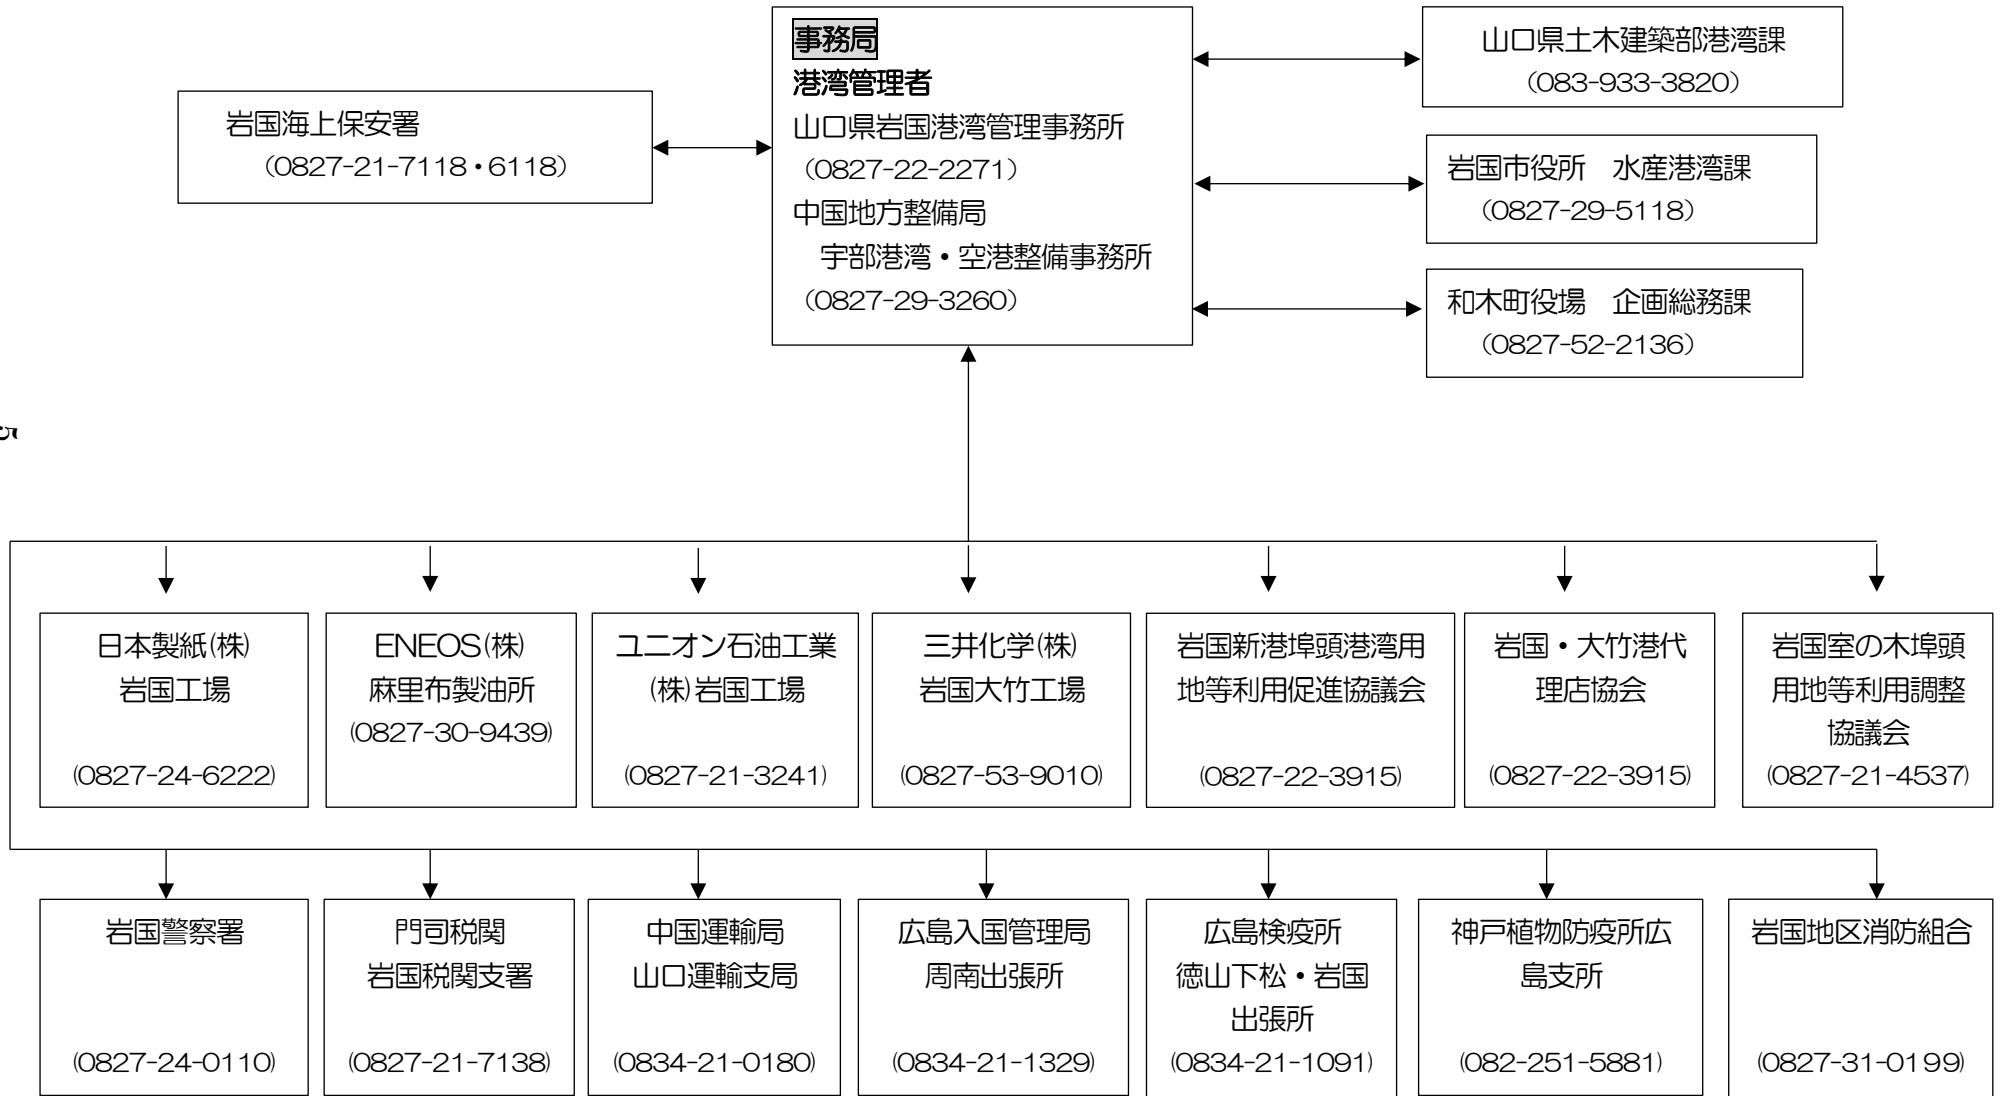 事務局
港湾管理者
山口県岩国港湾管理事務所
（0827-22-2271）
中国地方整備局
宇部港湾・空港整備事務所
（0827-29-3260）
岩国海上保安署
（0827-21-7118・6118）
山口県土木建築部港湾課
（083-933-3820）
岩国市役所　水産港湾課
（0827-29-5118）
和木町役場　企画総務課
（0827-52-2136）
日本製紙(株)
岩国工場
(0827-24-6222)
ENEOS(株)
麻里布製油所
(0827-30-9439)
ユニオン石油工業
(株)岩国工場
(0827-21-3241)
三井化学(株)
岩国大竹工場
(0827-53-9010)
岩国新港埠頭港湾用
地等利用促進協議会
(0827-22-3915)
岩国・大竹港代
理店協会
(0827-22-3915)
岩国室の木埠頭
用地等利用調整
協議会
(0827-21-4537)
岩国警察署
(0827-24-0110)
門司税関
岩国税関支署
(0827-21-7138)
中国運輸局
山口運輸支局
(0834-21-0180)
広島入国管理局
周南出張所
(0834-21-1329)
広島検疫所
徳山下松・岩国
出張所
(0834-21-1091)
神戸植物防疫所広
島支所
(082-251-5881)
岩国地区消防組合
(0827-31-0199)